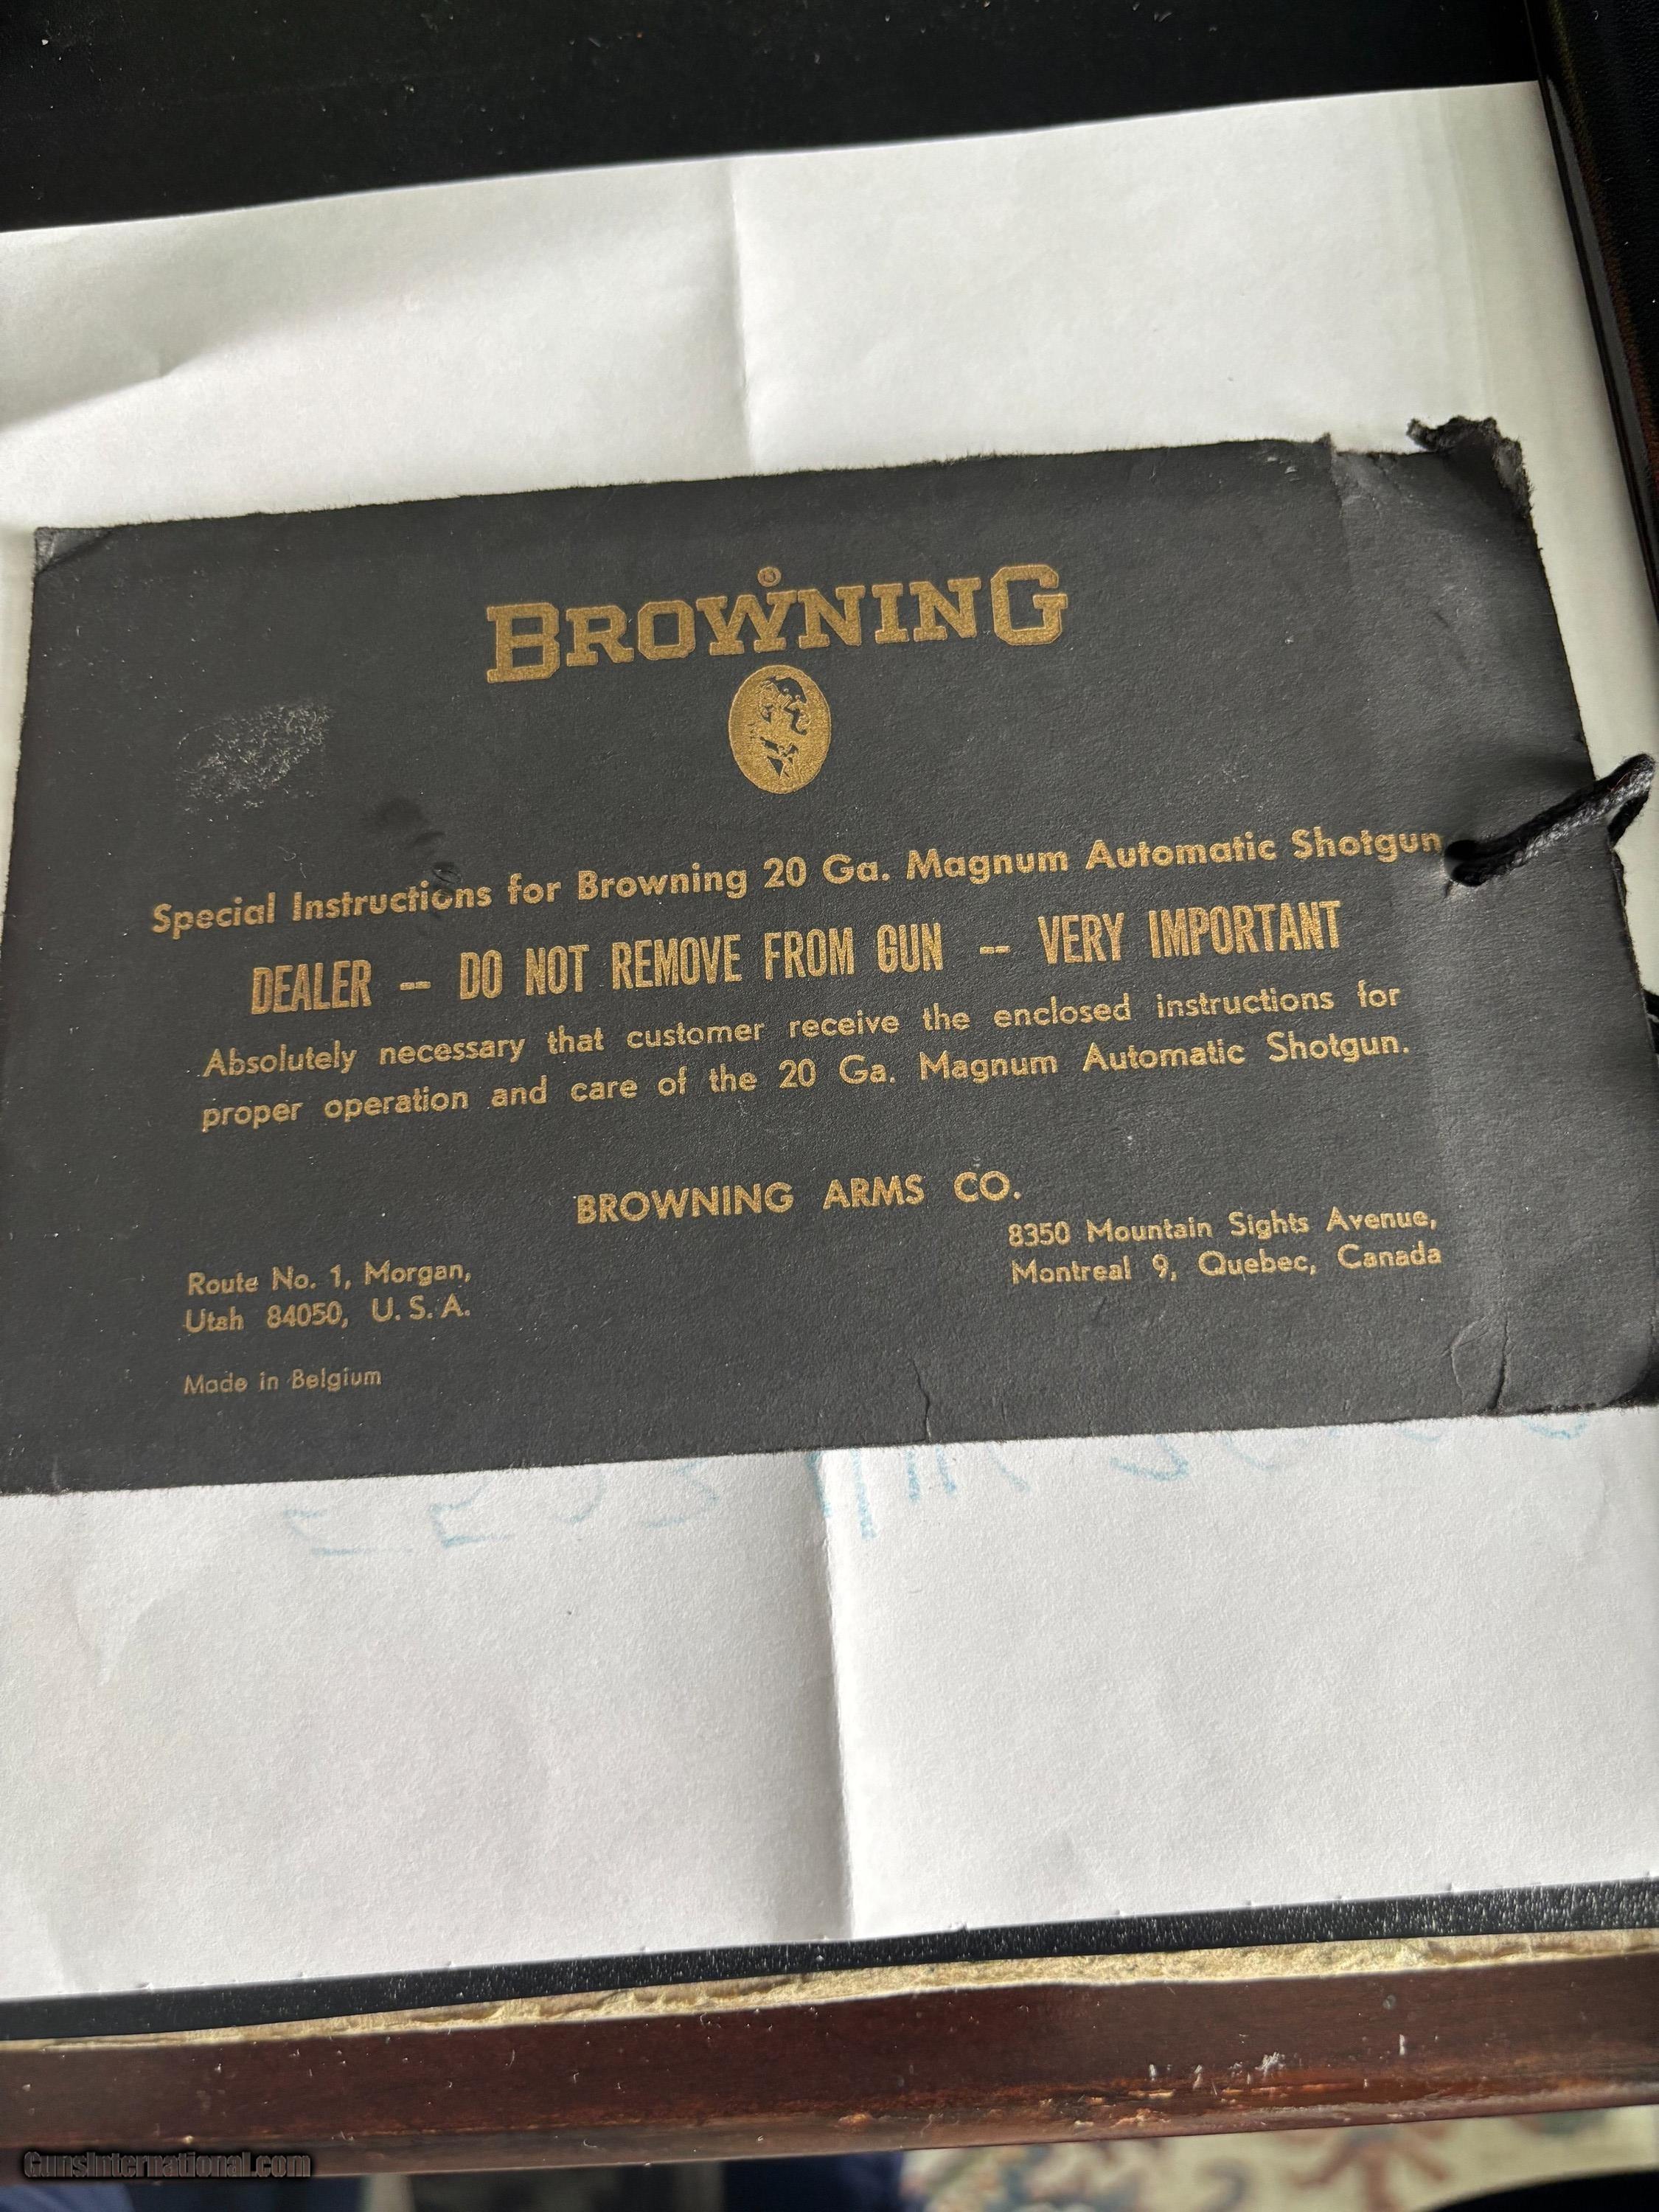 BROWNING
®
Special Instructions for Browning 20 Ga. Magnum Automatic Shotgun
DEALER -- DO NOT REMOVE FROM GUN -- VERY IMPORTANT
Absolutely necessary that customer receive the enclosed instructions for
proper operation and care of the 20 Ga. Magnum Automatic Shotgun.
BROWNING ARMS CO.
Route No. 1, Morgan,
Utah 84050, U. S. A.
8350 Mountain Sights Avenue,
Montreal 9, Quebec, Canada
Made in Belgium
GunsInternational.com